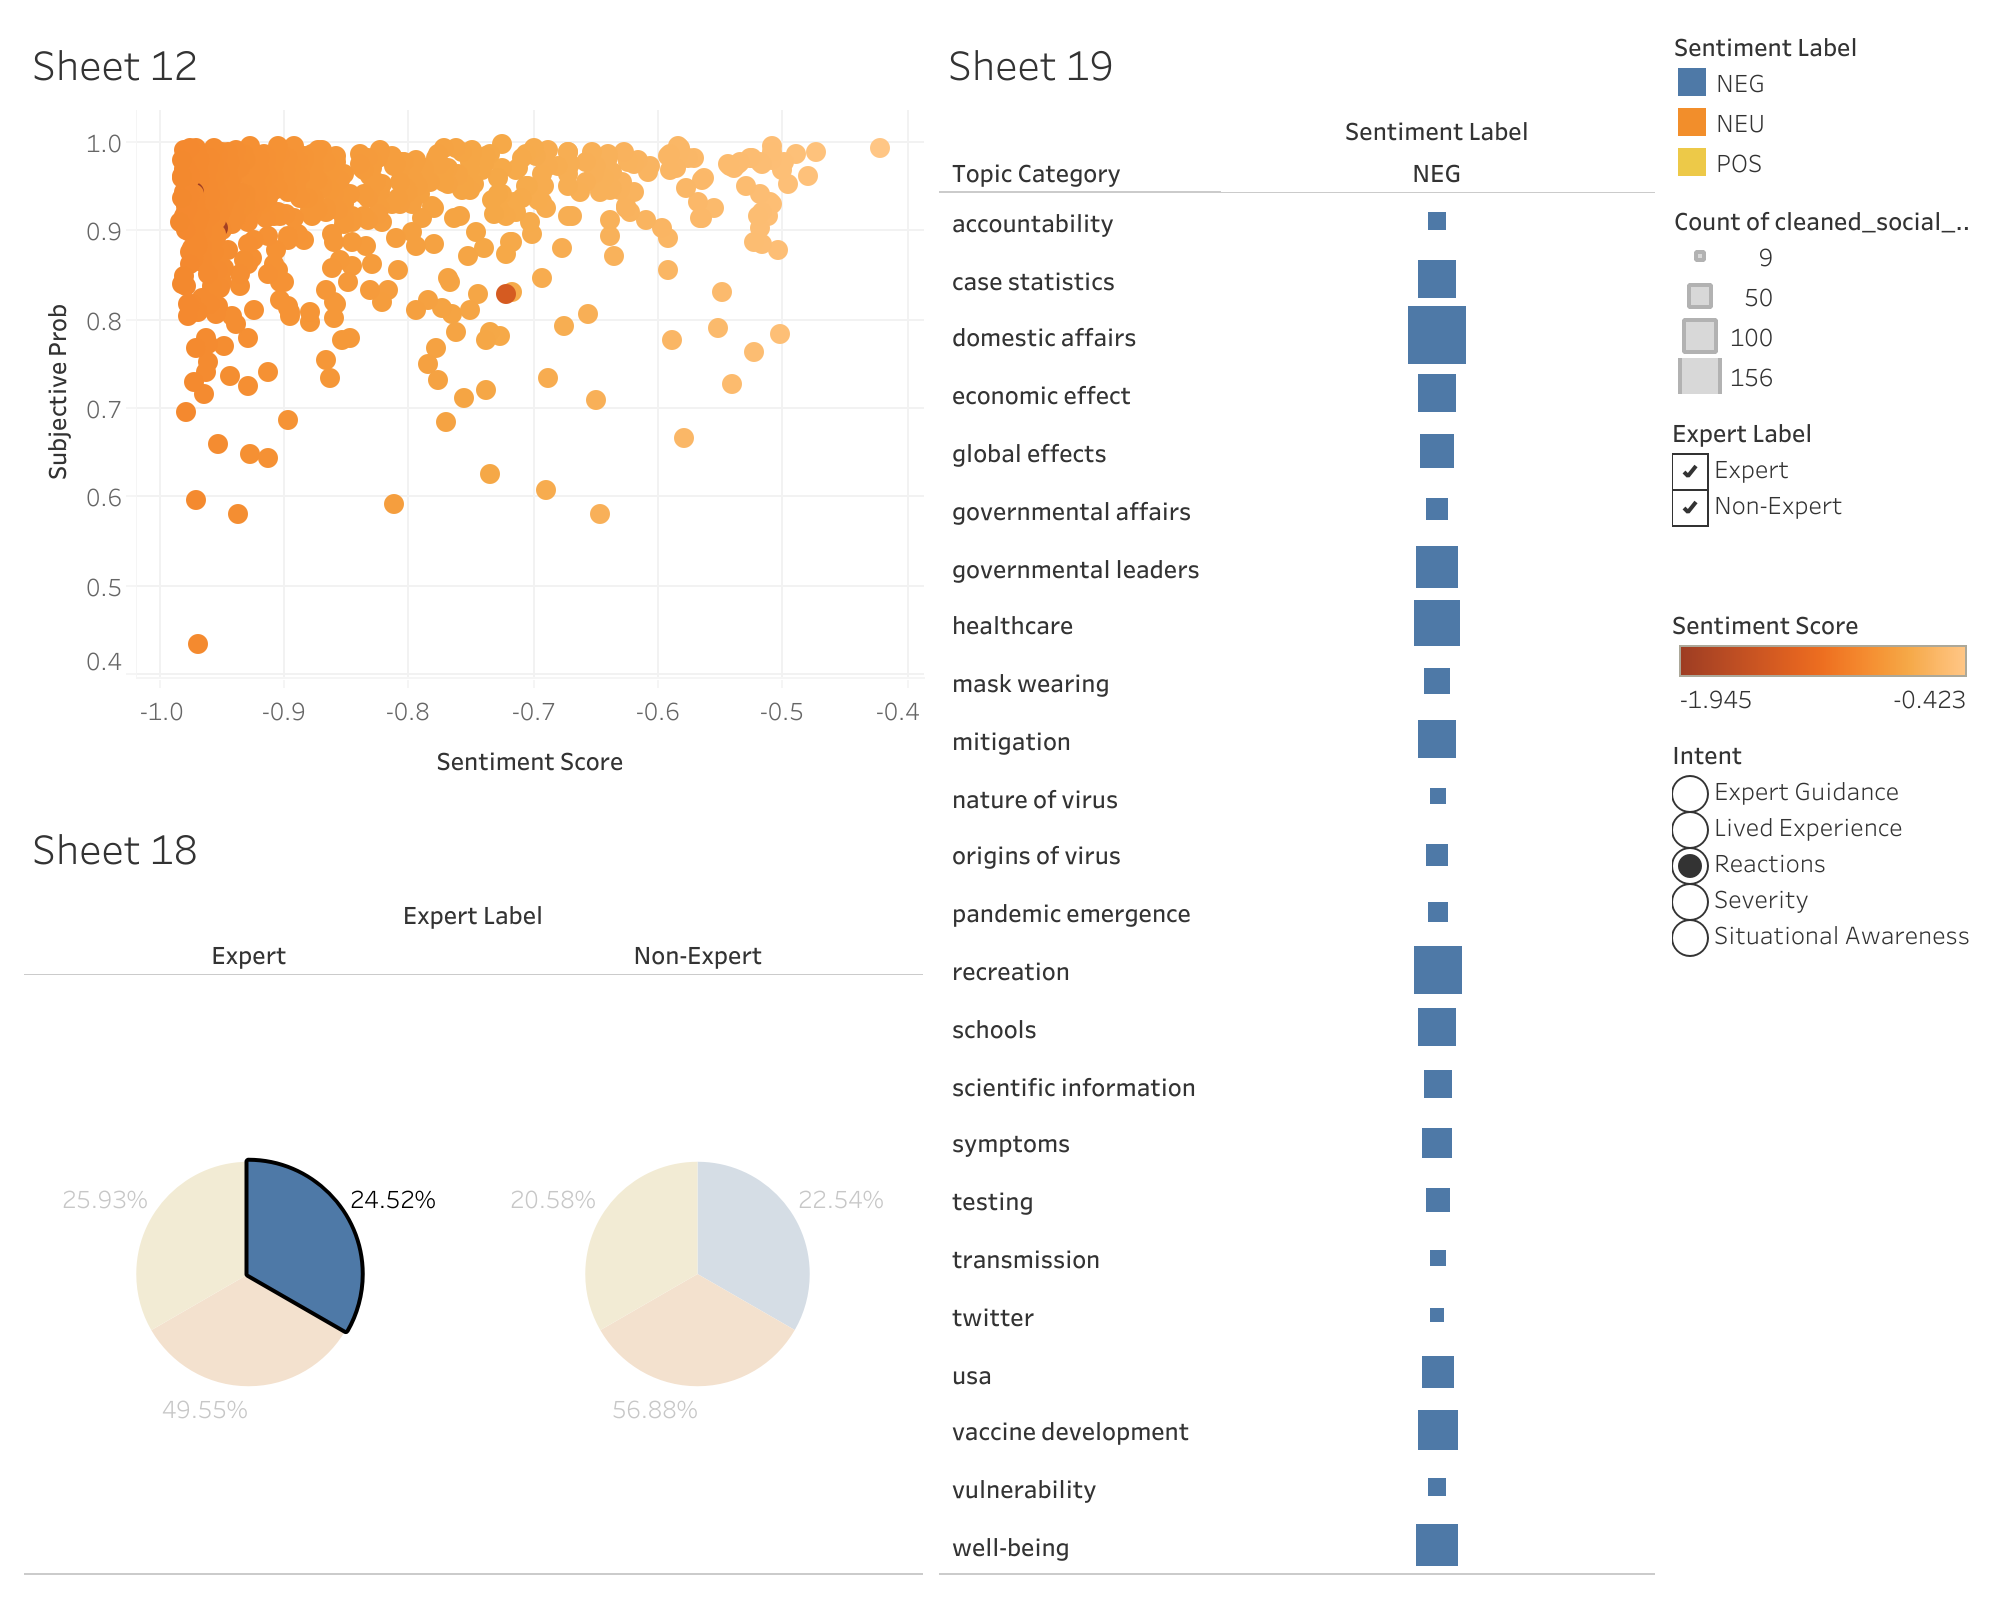 Sheet 12
1.0
0.9
0.8
0.7
0.6
0.5
0.4
Subjective Prob
-1.0 -0.9 -0.8 -0.7 -0.6 -0.5 -0.4
Sentiment Score
Sheet 18
Expert Label
Expert Non-Expert
25.93% 24.52% 20.58% 22.54%
49.55% 56.88%
Sheet 19
Sentiment Label
Topic Category NEG
accountability
case statistics
domestic affairs
economic effect
global effects
governmental affairs
governmental leaders
healthcare
mask wearing
mitigation
nature of virus
origins of virus
pandemic emergence
recreation
schools
scientific information
symptoms
testing
transmission
twitter
usa
vaccine development
vulnerability
well-being
Sentiment Label
NEG
NEU
POS
Count of cleaned_social_..
9
50
100
156
Expert Label
Expert
Non-Expert
Sentiment Score
-1.945 -0.423
Intent
Expert Guidance
Lived Experience
Reactions
Severity
Situational Awareness